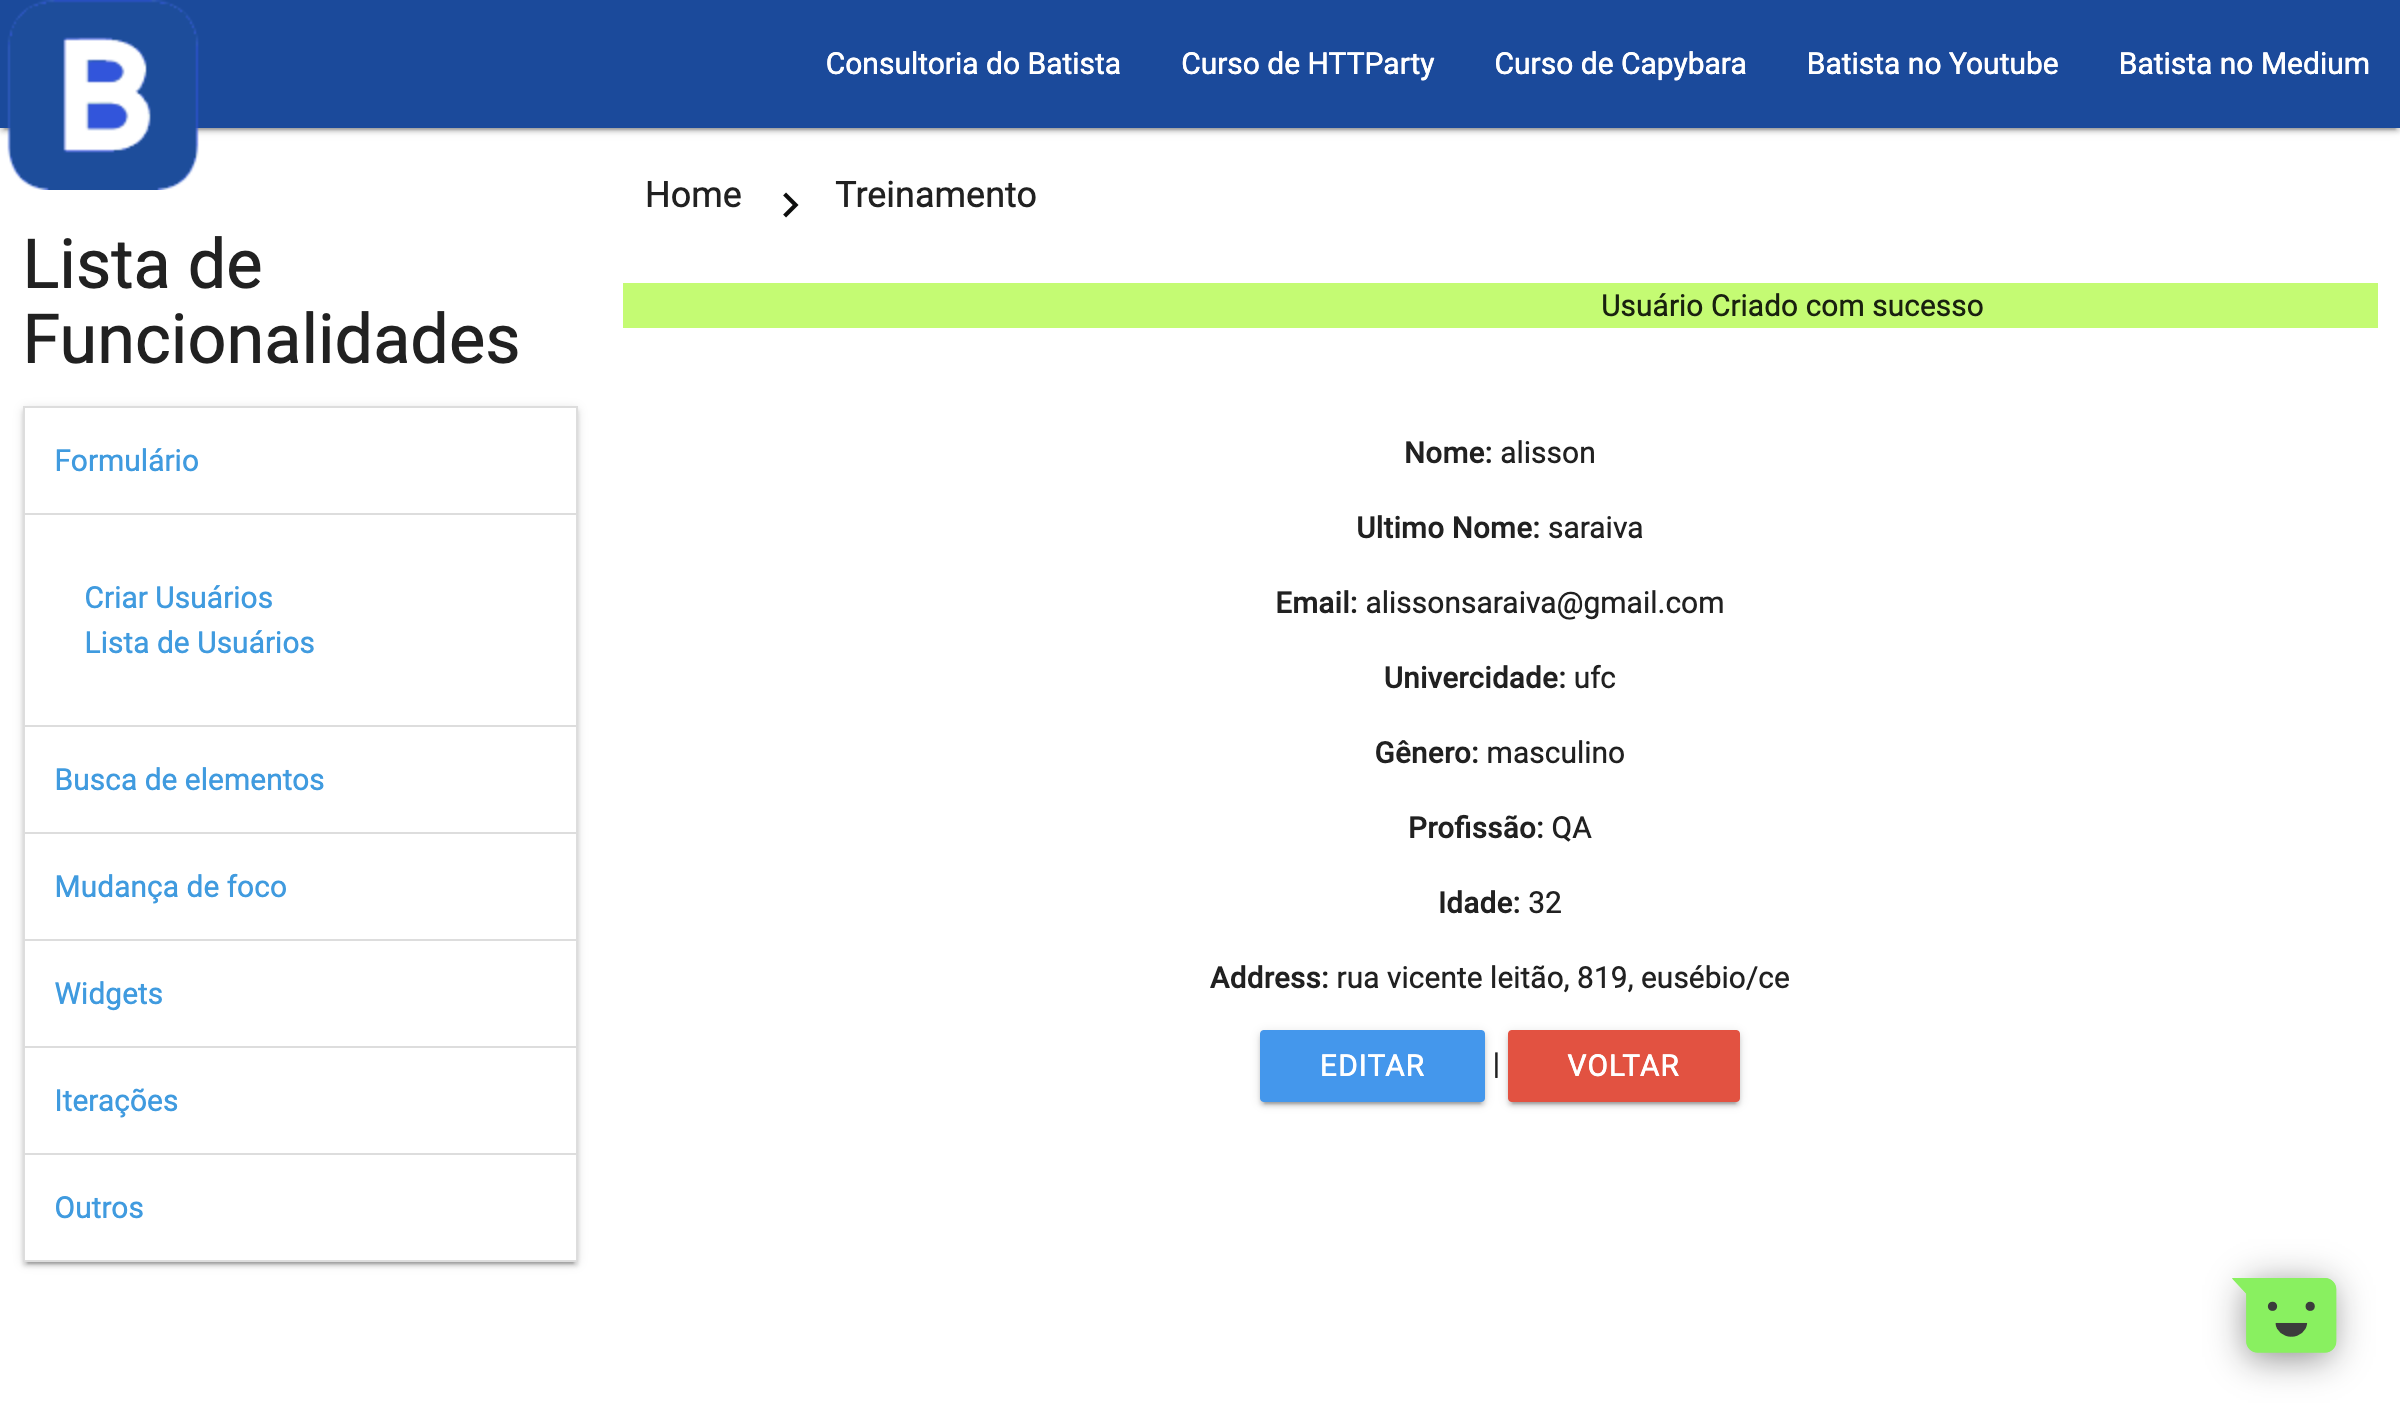 B
Consultoria do Batista
Curso de HTTParty
Curso de Capybara
Batista no Youtube
Batista no Medium
Home
Treinamento
Lista de
Funcionalidades
Formulário
Criar Usuários
Lista de Usuários
Busca de elementos
Mudança de foco
Widgets
Iterações
Outros
Usuário Criado com sucesso
Nome: alisson
Ultimo Nome: saraiva
Email: alissonsaraiva@gmail.com
Univercidade: ufc
Gênero: masculino
Profissão: QA
Idade: 32
Address: rua vicente leitão, 819, eusébio/ce
EDITAR | VOLTAR